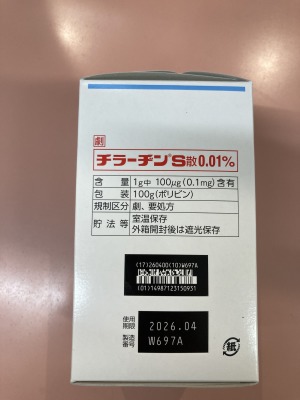 劇
チラーヂン®S散0.01%
含 量 1g中 100μg(0.1mg)含有
包 装 100g(ポリビン)
規制区分 劇、要処方
貯法等 室温保存
外箱開封後は遮光保存
(17)260400(10)W697A
(01)14987123150931
使用期限 2026.04
製造番号 W697A
紙